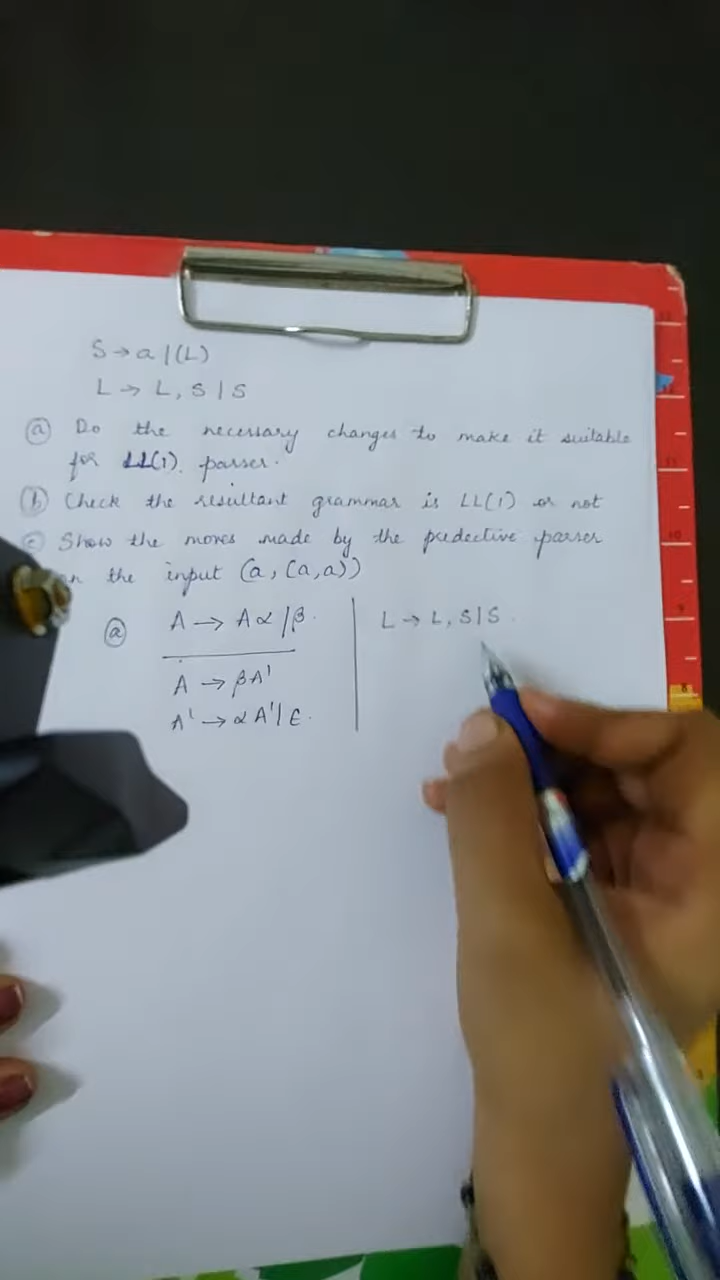 S → a | (L)
L → L, S | S
(a) Do the necessary changes to make it suitable
for LL(1) parser.
(b) Check the resultant grammar is LL(1) or not
(c) Show the moves made by the predective parser
the input (a, (a, a))
(a) A → Aα / β.
A → βA'
A' → αA' | ε.
L → L, S | S.